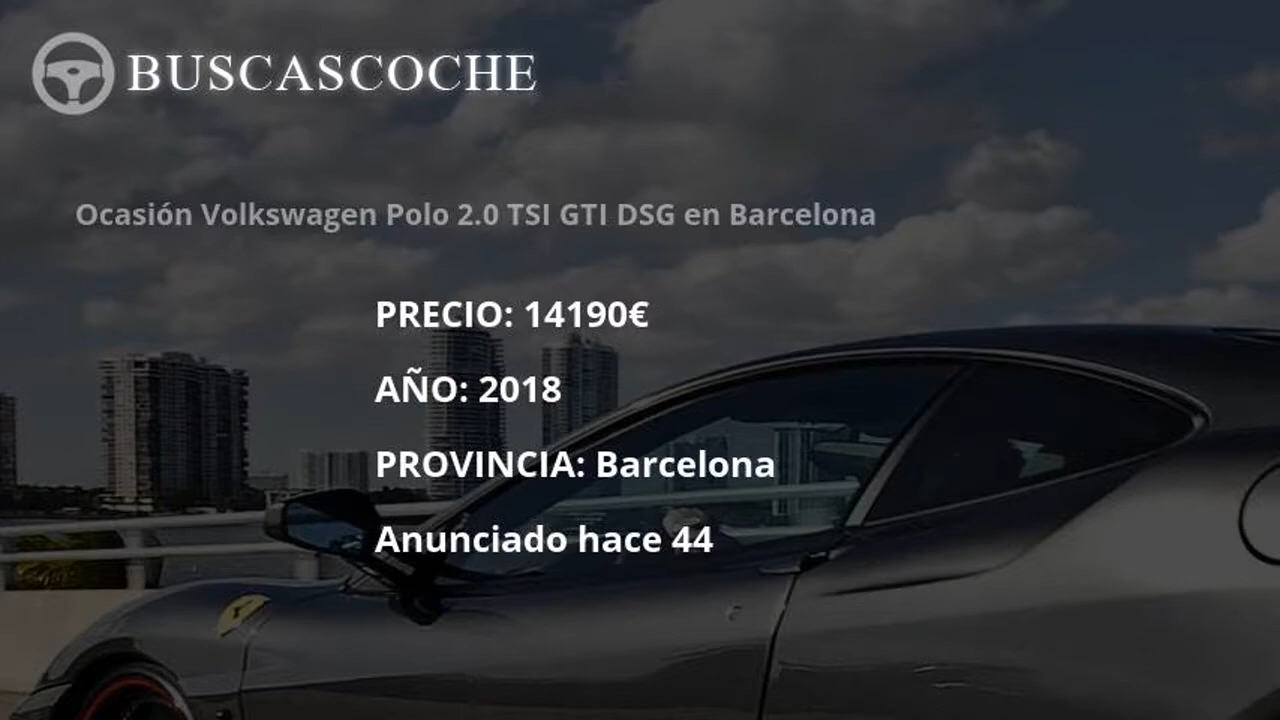 BUSCASCOCHE
Ocasión Volkswagen Polo 2.0 TSI GTI DSG en Barcelona
PRECIO: 14190€
AÑO: 2018
PROVINCIA: Barcelona
Anunciado hace 44